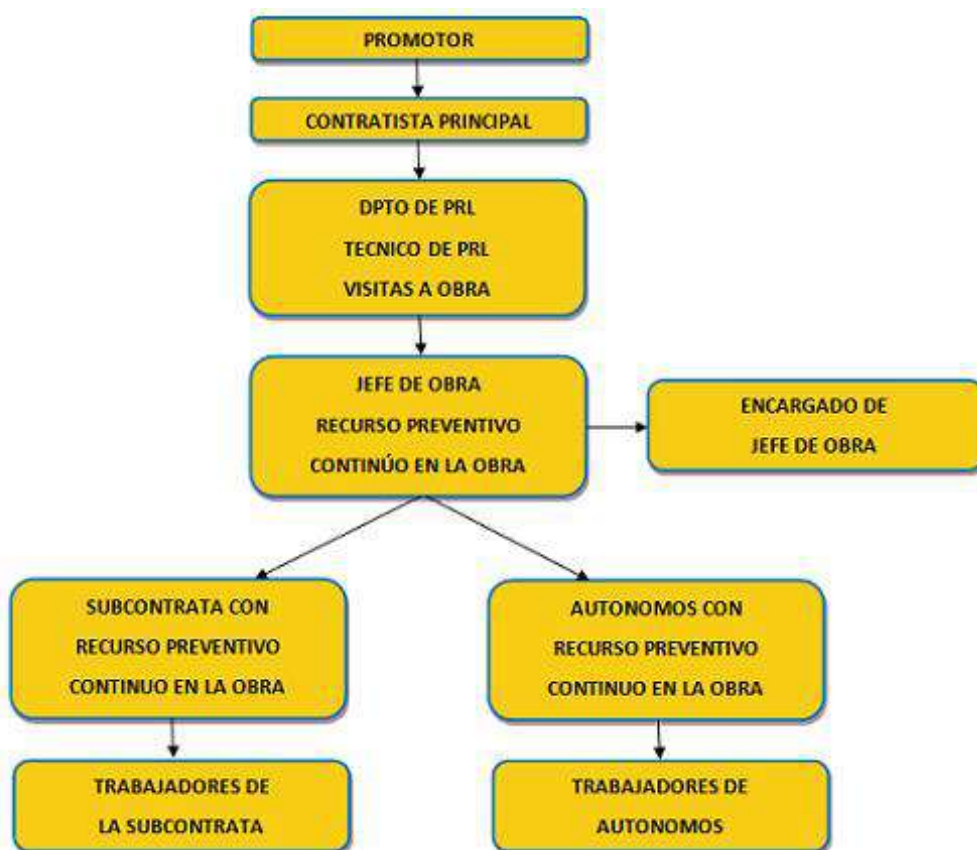 PROMOTOR
CONTRATISTA PRINCIPAL
DPTO DE PRL
TECNICO DE PRL
VISITAS A OBRA
JEFE DE OBRA
RECURSO PREVENTIVO
CONTINÚO EN LA OBRA
ENCARGADO DE
JEFE DE OBRA
SUBCONTRATA CON
RECURSO PREVENTIVO
CONTINUO EN LA OBRA
AUTONOMOS CON
RECURSO PREVENTIVO
CONTINUO EN LA OBRA
TRABAJADORES DE
LA SUBCONTRATA
TRABAJADORES DE
AUTONOMOS